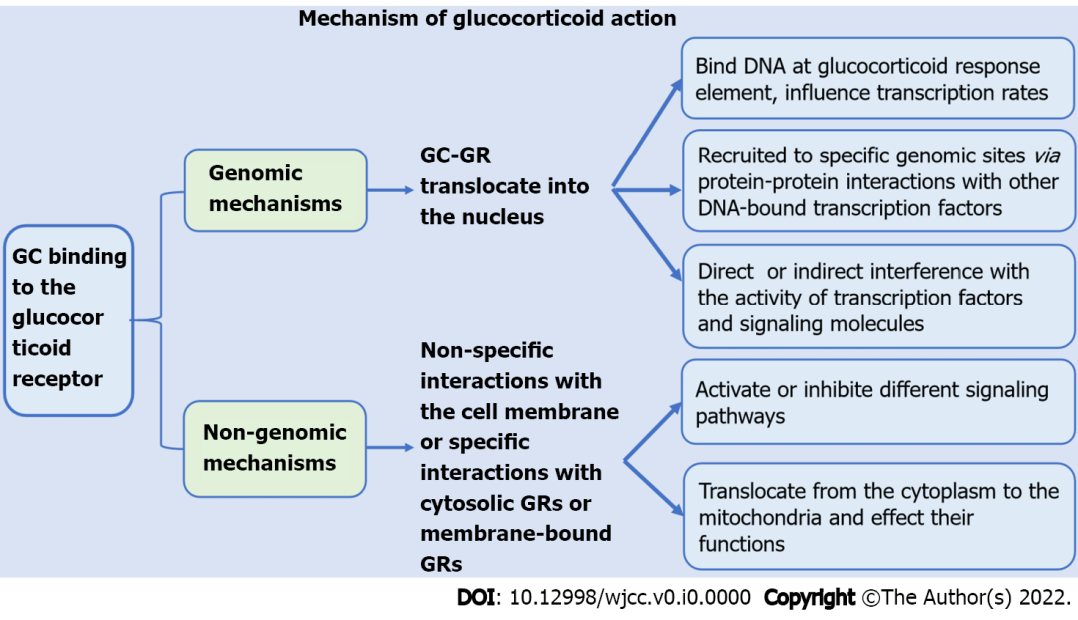 Mechanism of glucocorticoid action
GC binding
to the
glucocor
ticoid
receptor
Genomic
mechanisms
GC-GR
translocate into
the nucleus
Bind DNA at glucocorticoid response
element, influence transcription rates
Recruited to specific genomic sites via
protein-protein interactions with other
DNA-bound transcription factors
Direct or indirect interference with
the activity of transcription factors
and signaling molecules
Non-genomic
mechanisms
Non-specific
interactions with
the cell membrane
or specific
interactions with
cytosolic GRs or
membrane-bound
GRs
Activate or inhibite different signaling
pathways
Translocate from the cytoplasm to the
mitochondria and effect their
functions
DOI: 10.12998/wjcc.v0.i0.0000 Copyright ©The Author(s) 2022.